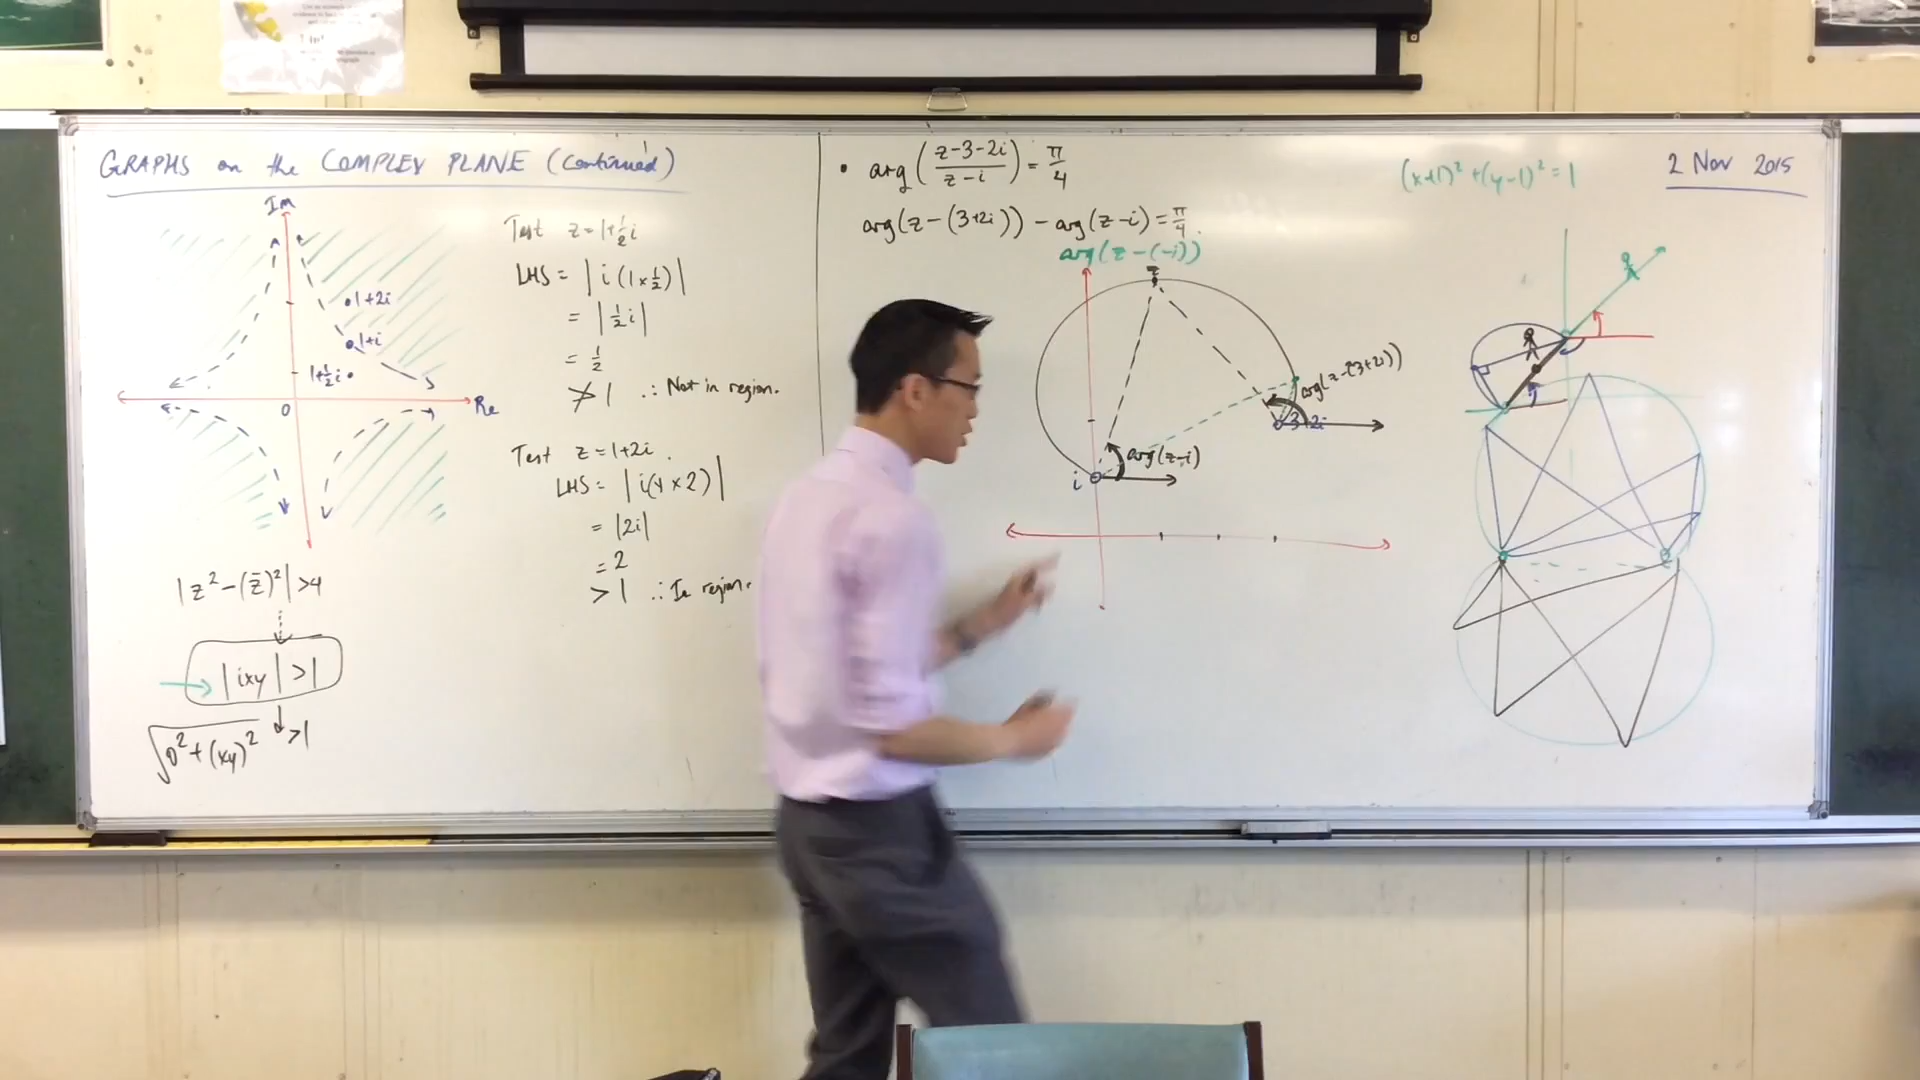 GRAPHS on the COMPLEX PLANE (Continued)
Im
1+2i
1+i
1+½i
0
Re
|z²-(z̄)²|>4
|ixy|>1
√0²+(xy)² >1
Test z=1+½i
LHS = |i(1×½)|
= |½i|
= ½
≯1 ∴ Not in region.
Test z=1+2i.
LHS= |i(1×2)|
= |2i|
= 2
>1 ∴ In region.
• arg((z-3-2i)/(z-i)) = π/4
arg(z-(3+2i)) - arg(z-i) = π/4.
arg(z-(-i))
z
arg(z-(3+2i))
3+2i
arg(z-i)
i
(x+1)²+(y-1)²=1
2 Nov 2015